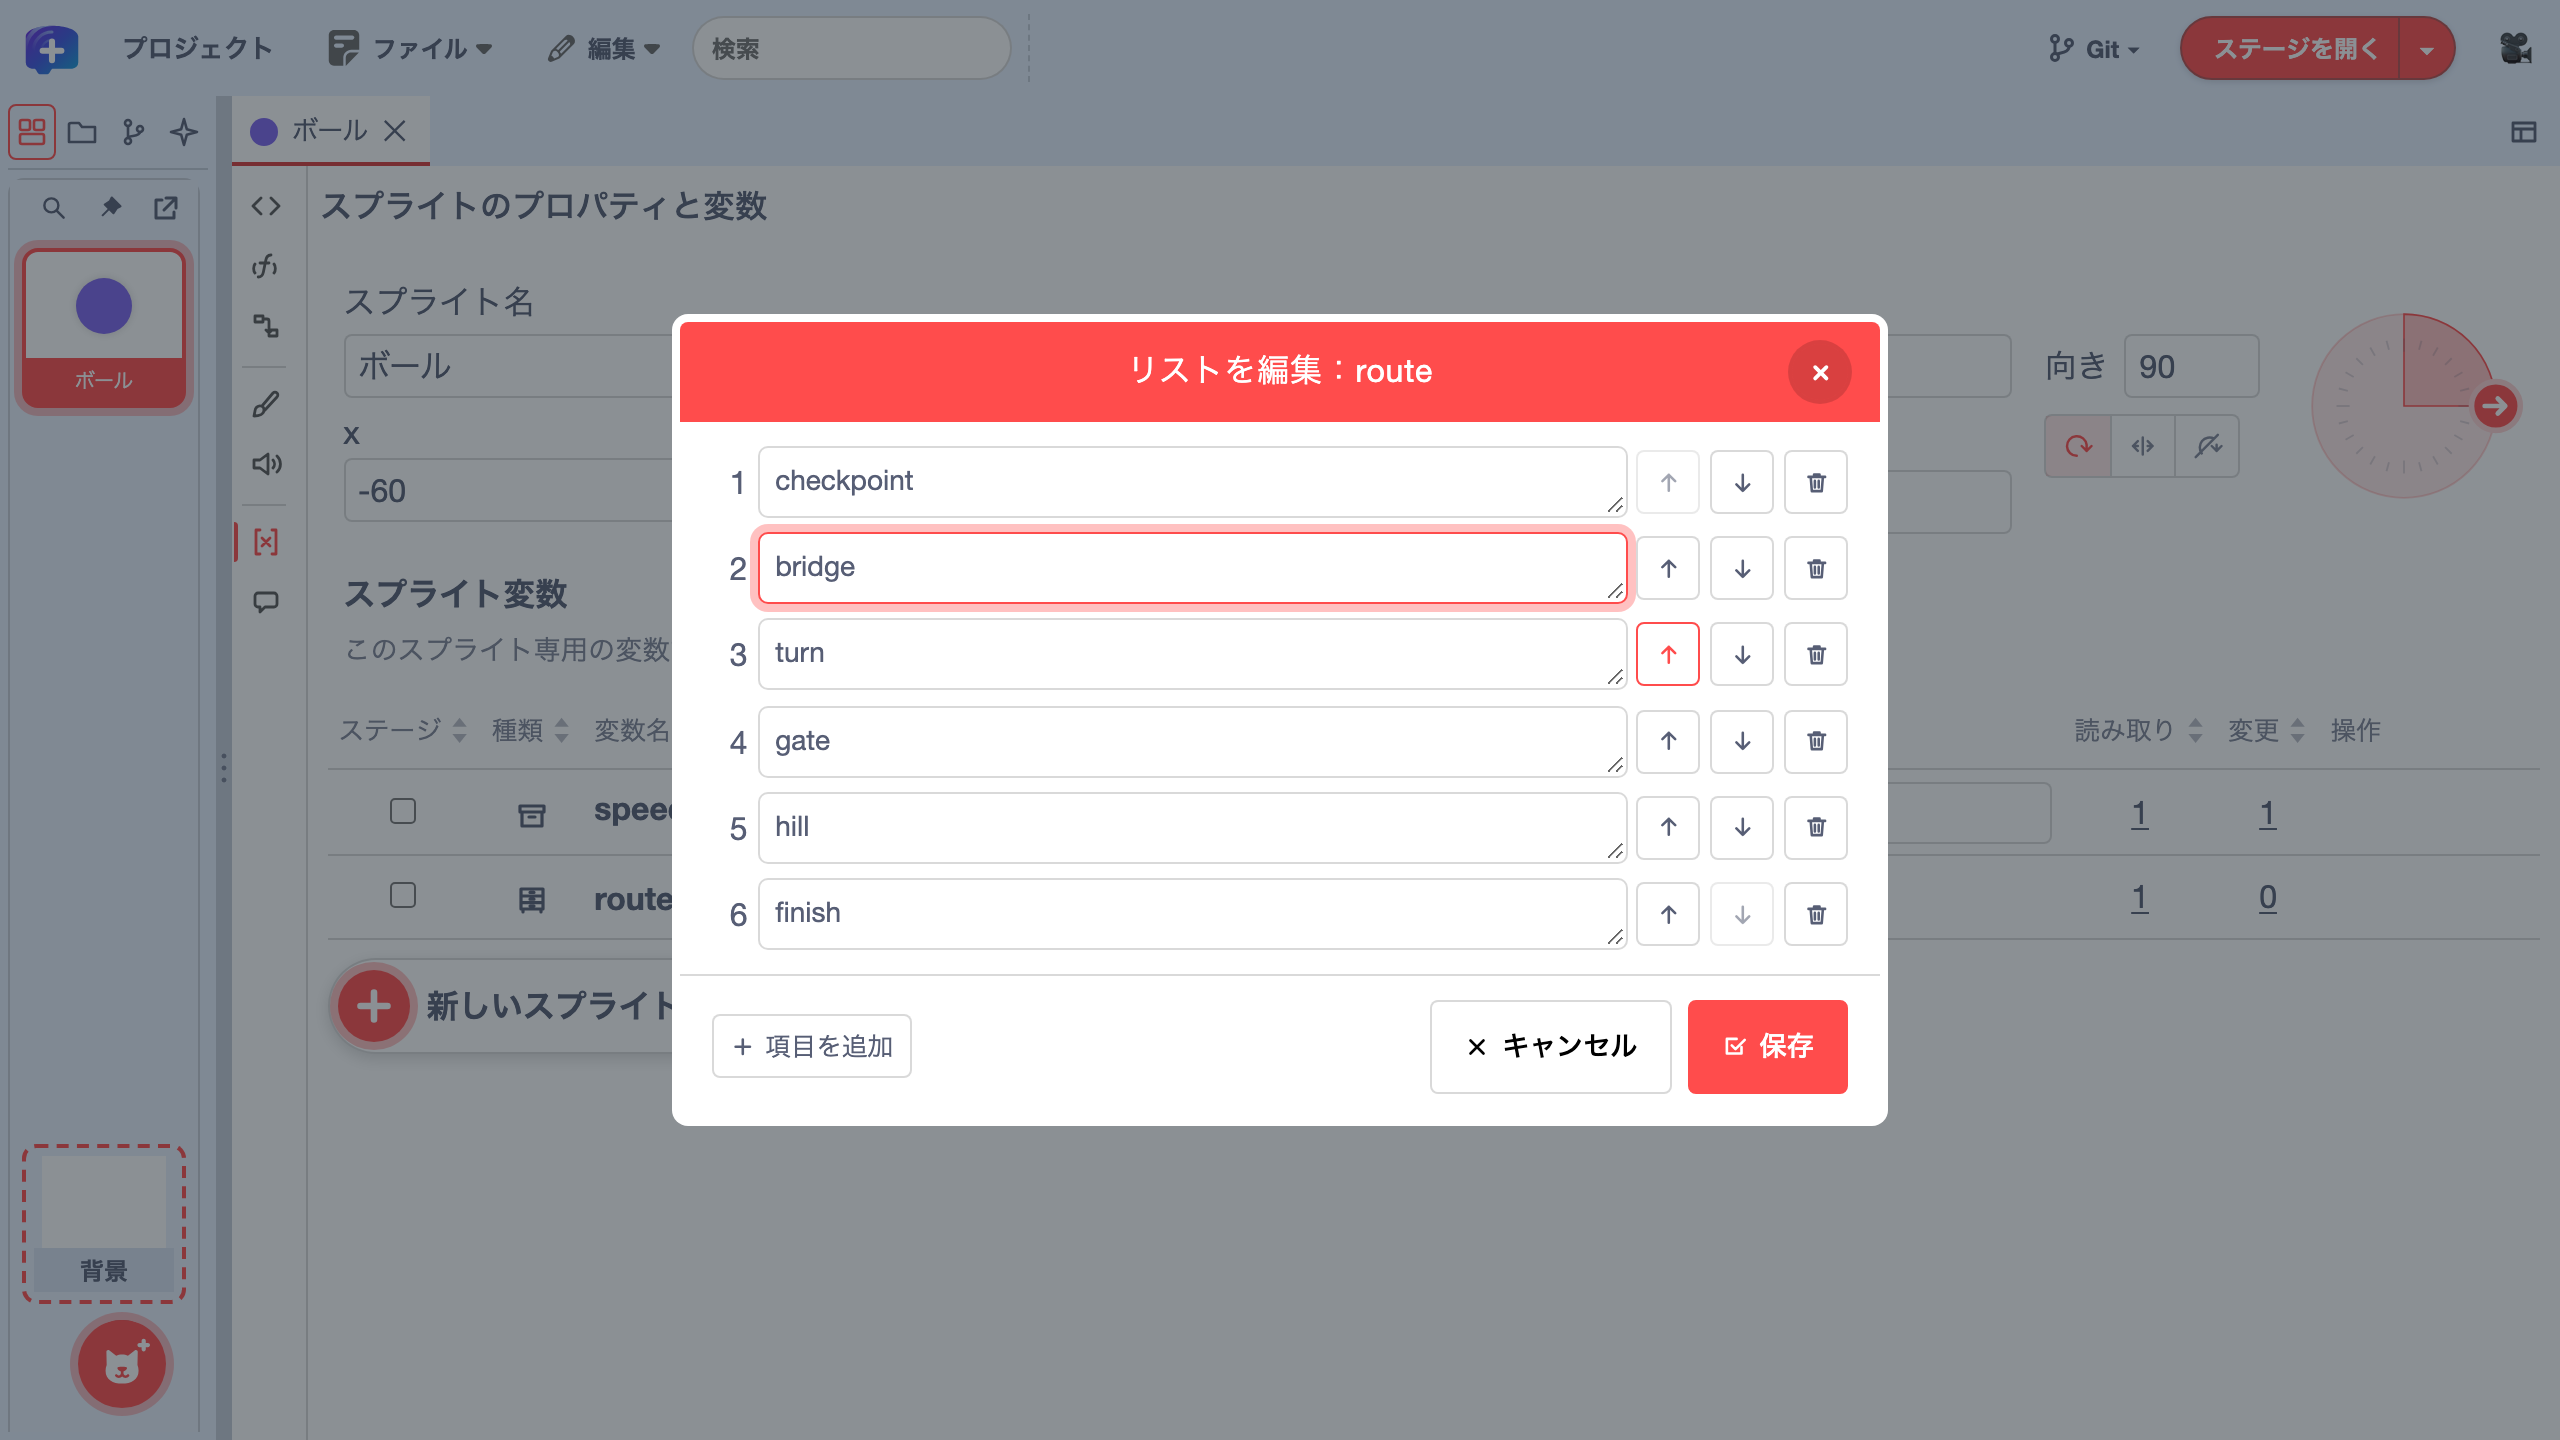 プロジェクト ファイル 編集 検索 Git ステージを開く
ボール
スプライトのプロパティと変数
ボール
スプライト名
ボール
向き 90
x
-60
スプライト変数
このスプライト専用の変数
ステージ 種類 変数名 読み取り 変更 操作
speed 1 1
route 1 0
新しいスプライト
背景
リストを編集：route
1 checkpoint
2 bridge
3 turn
4 gate
5 hill
6 finish
項目を追加 キャンセル 保存